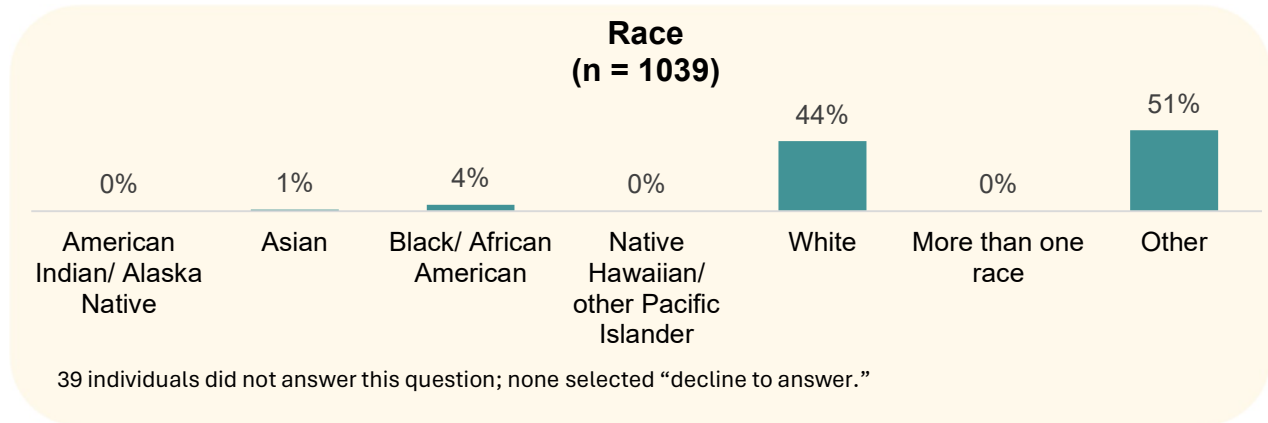 Race
(n = 1039)
0%
1%
4%
0%
44%
0%
51%
American
Indian/ Alaska
Native
Asian
Black/ African
American
Native
Hawaiian/
other Pacific
Islander
White
More than one
race
Other
39 individuals did not answer this question; none selected “decline to answer.”